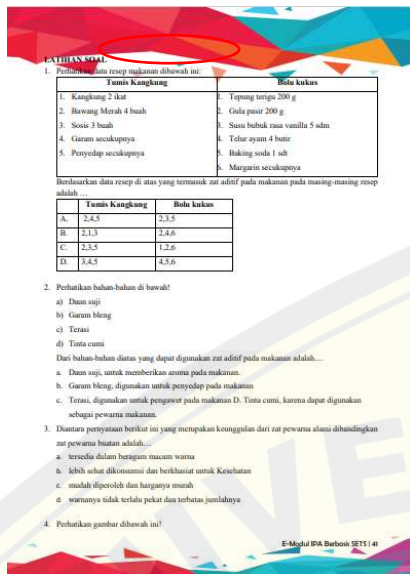 LATIHAN SOAL
1. Perhatikan data resep makanan dibawah ini:
Tumis Kangkung Bolu kukus
1. Kangkung 2 ikat
2. Bawang Merah 4 buah
3. Sosis 3 buah
4. Garam secukupnya
5. Penyedap secukupnya
1. Tepung terigu 200 g
2. Gula pasir 200 g
3. Susu bubuk rasa vanilla 5 sdm
4. Telur ayam 4 butir
5. Baking soda 1 sdt
6. Margarin secukupnya
Berdasarkan data resep di atas yang termasuk zat aditif pada makanan pada masing-masing resep
adalah …
Tumis Kangkung Bolu kukus
A. 2,4,5 2,3,5
B. 2,1,3 2,4,6
C. 2,3,5 1,2,6
D. 3,4,5 4,5,6
2. Perhatikan bahan-bahan di bawah!
a) Daun suji
b) Garam bleng
c) Terasi
d) Tinta cumi
Dari bahan-bahan diatas yang dapat digunakan zat aditif pada makanan adalah....
a. Daun suji, untuk memberikan aroma pada makanan.
b. Garam bleng, digunakan untuk penyedap pada makanan
c. Terasi, digunakan untuk pengawet pada makanan D. Tinta cumi, karena dapat digunakan
sebagai pewarna makanan.
3. Diantara pernyataan berikut ini yang merupakan keunggulan dari zat pewarna alami dibandingkan
zat pewarna buatan adalah…
a. tersedia dalam beragam macam warna
b. lebih sehat dikonsumsi dan berkhasiat untuk Kesehatan
c. mudah diperoleh dan harganya murah
d. warnanya tidak terlalu pekat dan terbatas jumlahnya
4. Perhatikan gambar dibawah ini!
E-Modul IPA Berbasis SETS | 41